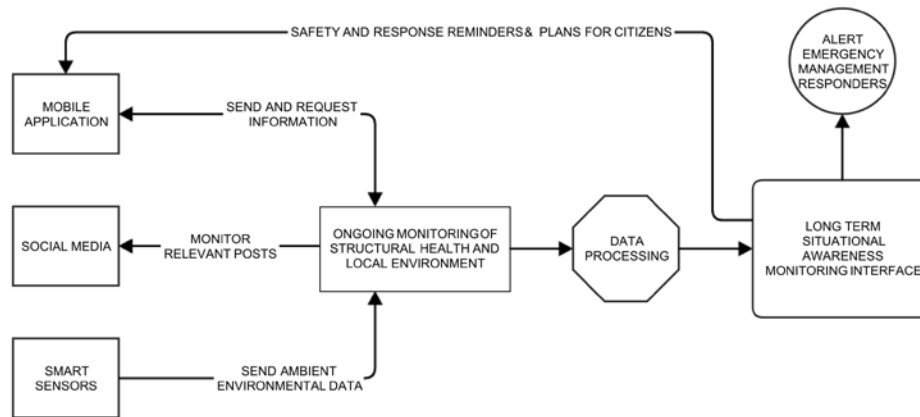 SAFETY AND RESPONSE REMINDERS & PLANS FOR CITIZENS
ALERT
EMERGENCY
MANAGEMENT
RESPONDERS
MOBILE
APPLICATION
SEND AND REQUEST
INFORMATION
SOCIAL MEDIA
MONITOR
RELEVANT POSTS
ONGOING MONITORING OF
STRUCTURAL HEALTH AND
LOCAL ENVIRONMENT
DATA
PROCESSING
LONG TERM
SITUATIONAL
AWARENESS
MONITORING INTERFACE
SMART
SENSORS
SEND AMBIENT
ENVIRONMENTAL DATA